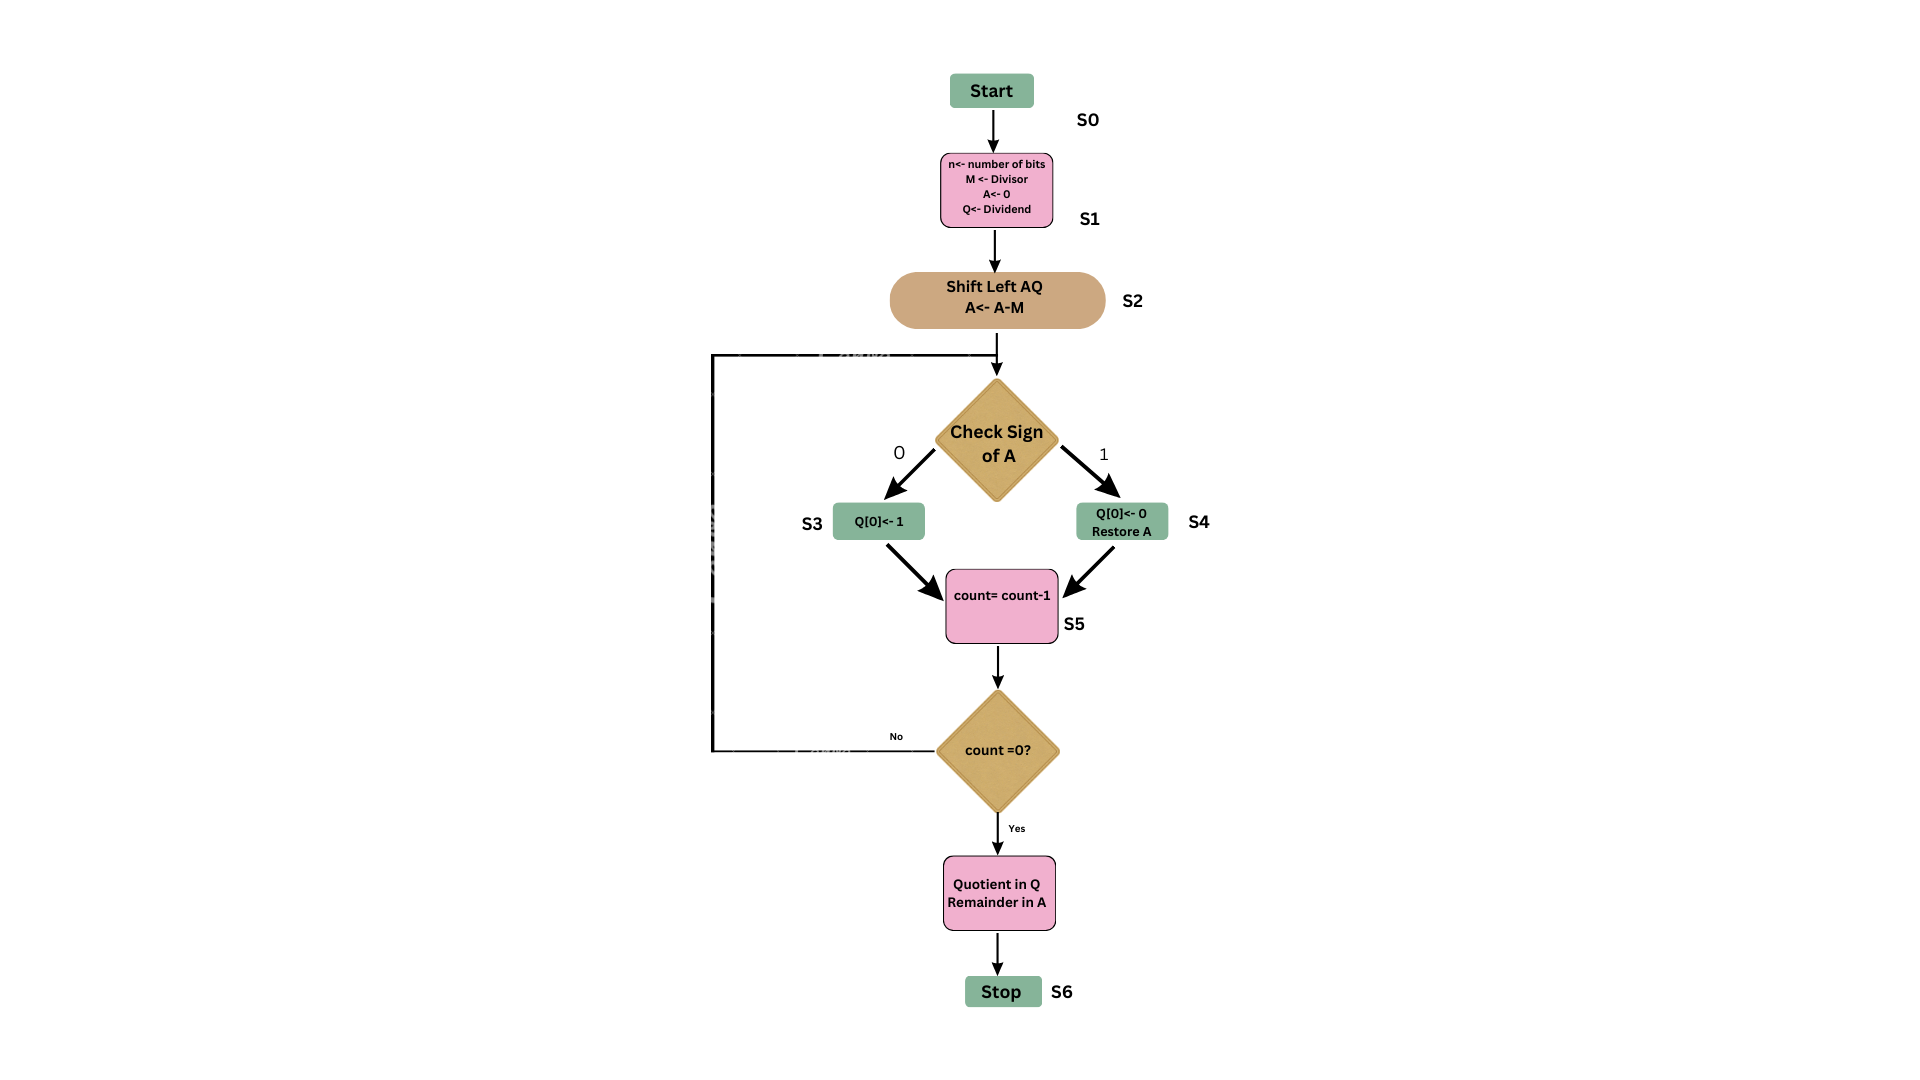 Start
S0
n<- number of bits
M <- Divisor
A<- 0
Q<- Dividend
S1
Shift Left AQ
A<- A-M
S2
Check Sign
of A
0
1
S3
Q[0]<- 1
Q[0]<- 0
Restore A
S4
count= count-1
S5
No
count =0?
Yes
Quotient in Q
Remainder in A
Stop
S6